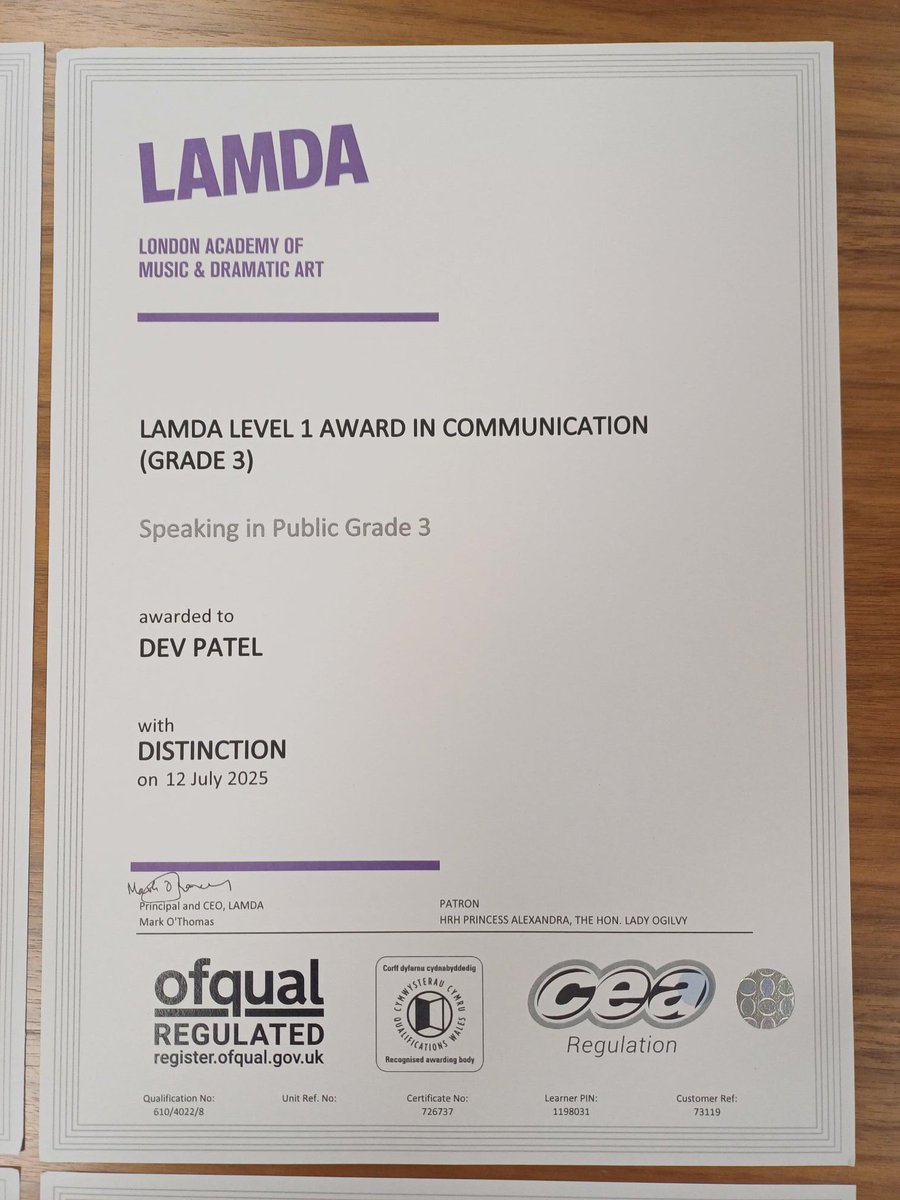 LAMDA
LONDON ACADEMY OF
MUSIC & DRAMATIC ART
LAMDA LEVEL 1 AWARD IN COMMUNICATION
(GRADE 3)
Speaking in Public Grade 3
awarded to
DEV PATEL
with
DISTINCTION
on 12 July 2025
Principal and CEO, LAMDA
Mark O'Thomas
PATRON
HRH PRINCESS ALEXANDRA, THE HON. LADY OGILVY
ofqual
REGULATED
register.ofqual.gov.uk
Corff dyfarnu cydnabyddedig
CYMWYSTERAU CYMRU
QUALIFICATIONS WALES
Recognised awarding body
cea
Regulation
Qualification No: Unit Ref. No: Certificate No: Learner PIN: Customer Ref:
610/4022/8 726737 1198031 73119